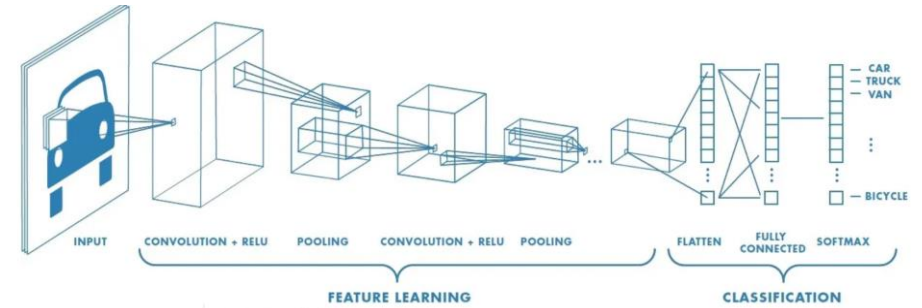 CAR
TRUCK
VAN
BICYCLE
INPUT
CONVOLUTION + RELU
POOLING
CONVOLUTION + RELU
POOLING
FLATTEN
FULLY
CONNECTED
SOFTMAX
FEATURE LEARNING
CLASSIFICATION